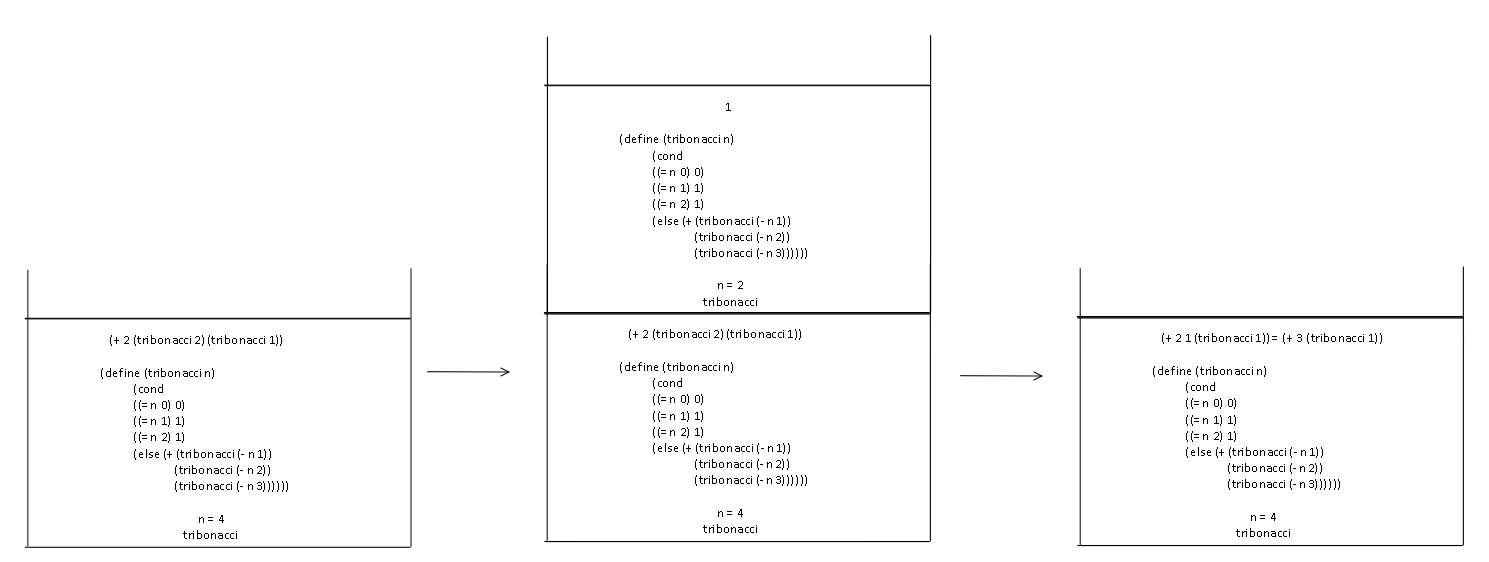 (+ 2 (tribonacci 2) (tribonacci 1))
(define (tribonacci n)
(cond
((= n 0) 0)
((= n 1) 1)
((= n 2) 1)
(else (+ (tribonacci (- n 1))
(tribonacci (- n 2))
(tribonacci (- n 3))))))
n = 4
tribonacci
1
(define (tribonacci n)
(cond
((= n 0) 0)
((= n 1) 1)
((= n 2) 1)
(else (+ (tribonacci (- n 1))
(tribonacci (- n 2))
(tribonacci (- n 3))))))
n = 2
tribonacci
(+ 2 (tribonacci 2) (tribonacci 1))
(define (tribonacci n)
(cond
((= n 0) 0)
((= n 1) 1)
((= n 2) 1)
(else (+ (tribonacci (- n 1))
(tribonacci (- n 2))
(tribonacci (- n 3))))))
n = 4
tribonacci
(+ 2 1 (tribonacci 1)) = (+ 3 (tribonacci 1))
(define (tribonacci n)
(cond
((= n 0) 0)
((= n 1) 1)
((= n 2) 1)
(else (+ (tribonacci (- n 1))
(tribonacci (- n 2))
(tribonacci (- n 3))))))
n = 4
tribonacci